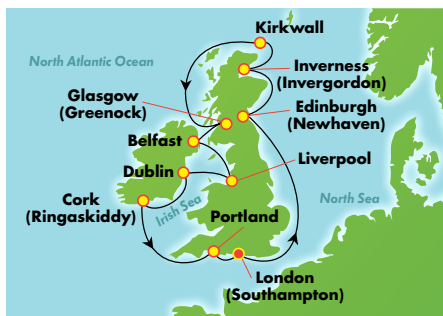 Kirkwall
North Atlantic Ocean
Inverness
(Invergordon)
Glasgow
(Greenock)
Edinburgh
(Newhaven)
Belfast
Dublin
Liverpool
Cork
(Ringaskiddy)
Irish Sea
North Sea
Portland
London
(Southampton)